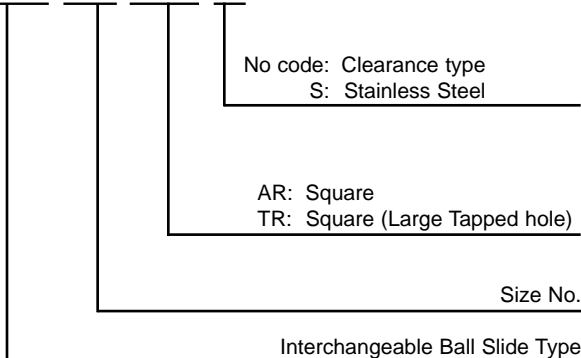 No code: Clearance type
S: Stainless Steel
AR: Square
TR: Square (Large Tapped hole)
Size No.
Interchangeable Ball Slide Type